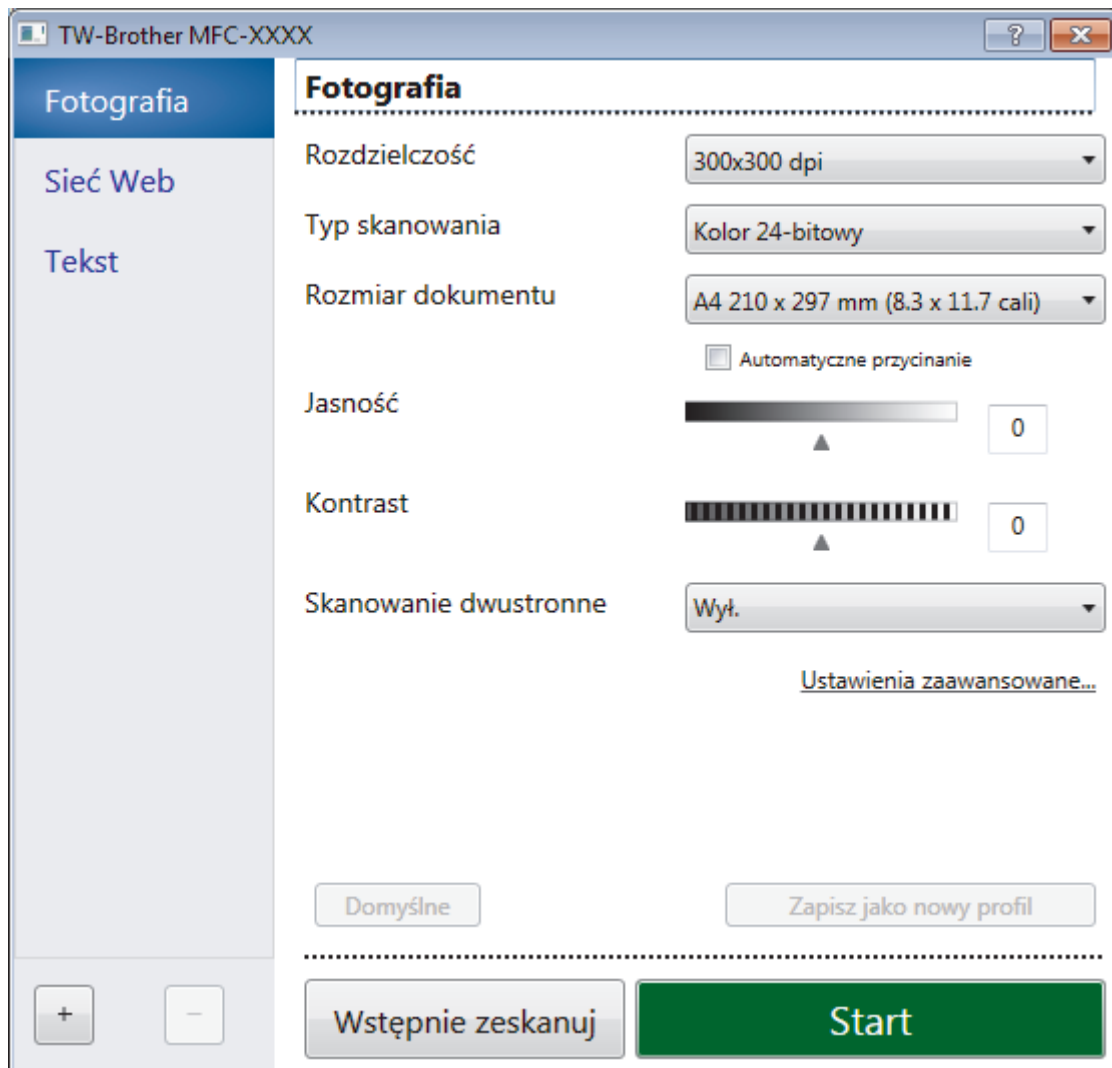 TW-Brother MFC-XXXX
?
Fotografia
Sieć Web
Tekst
Fotografia
Rozdzielczość
300x300 dpi
Typ skanowania
Kolor 24-bitowy
Rozmiar dokumentu
A4 210 x 297 mm (8.3 x 11.7 cali)
Automatyczne przycinanie
Jasność
0
Kontrast
0
Skanowanie dwustronne
Wył.
Ustawienia zaawansowane...
Domyślne
Zapisz jako nowy profil
+
−
Wstępnie zeskanuj
Start